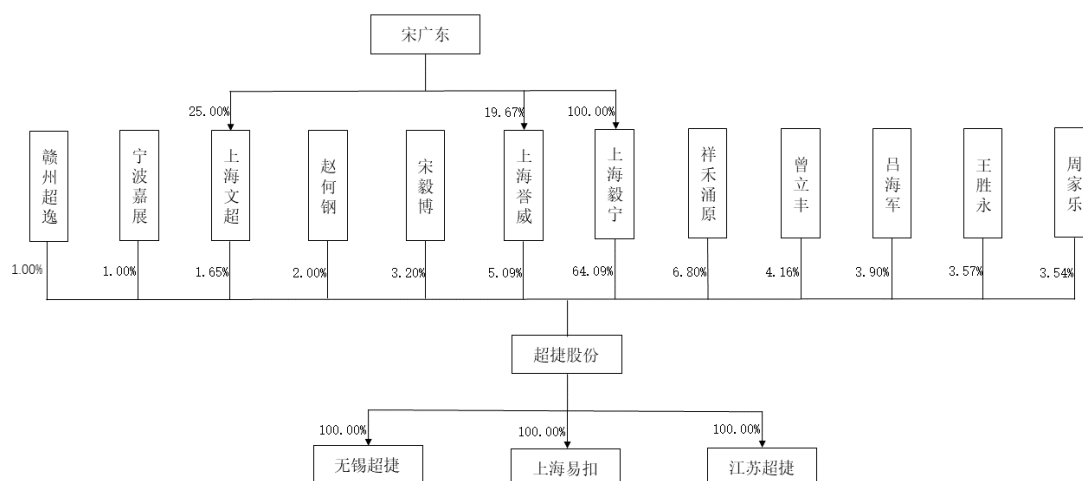 宋广东
25.00%
19.67%
100.00%
赣州超逸
宁波嘉展
上海文超
赵何钢
宋毅博
上海誉威
上海毅宁
祥禾涌原
曾立丰
吕海军
王胜永
周家乐
1.00%
1.00%
1.65%
2.00%
3.20%
5.09%
64.09%
6.80%
4.16%
3.90%
3.57%
3.54%
超捷股份
100.00%
100.00%
100.00%
无锡超捷
上海易扣
江苏超捷